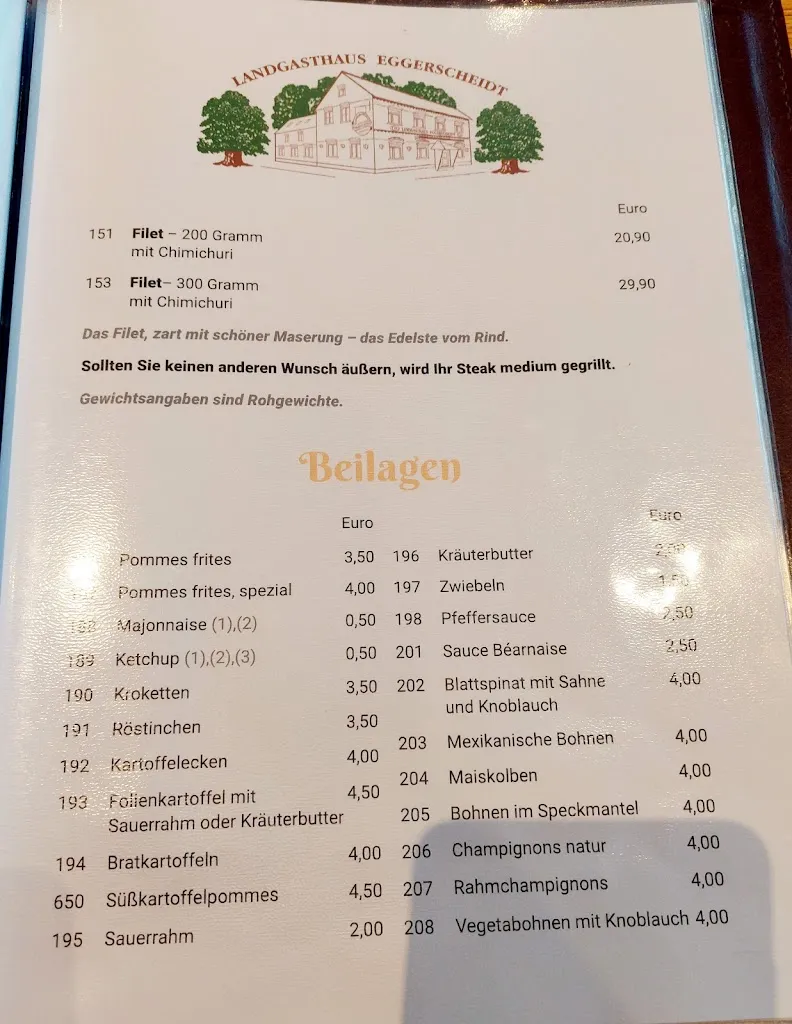 LANDGASTHAUS EGGERSCHEIDT
Euro
151 Filet – 200 Gramm 20,90
mit Chimichuri
153 Filet– 300 Gramm 29,90
mit Chimichuri
Das Filet, zart mit schöner Maserung – das Edelste vom Rind.
Sollten Sie keinen anderen Wunsch äußern, wird Ihr Steak medium gegrillt.
Gewichtsangaben sind Rohgewichte.
Beilagen
Euro
Pommes frites 3,50
Pommes frites, spezial 4,00
188 Majonnaise (1),(2) 0,50
189 Ketchup (1),(2),(3) 0,50
190 Kroketten 3,50
191 Röstinchen 3,50
192 Kartoffelecken 4,00
193 Folienkartoffel mit 4,50
Sauerrahm oder Kräuterbutter
194 Bratkartoffeln 4,00
650 Süßkartoffelpommes 4,50
195 Sauerrahm 2,00
Euro
196 Kräuterbutter 2,00
197 Zwiebeln 1,50
198 Pfeffersauce 2,50
201 Sauce Béarnaise 2,50
202 Blattspinat mit Sahne 4,00
und Knoblauch
203 Mexikanische Bohnen 4,00
204 Maiskolben 4,00
205 Bohnen im Speckmantel 4,00
206 Champignons natur 4,00
207 Rahmchampignons 4,00
208 Vegetabohnen mit Knoblauch 4,00